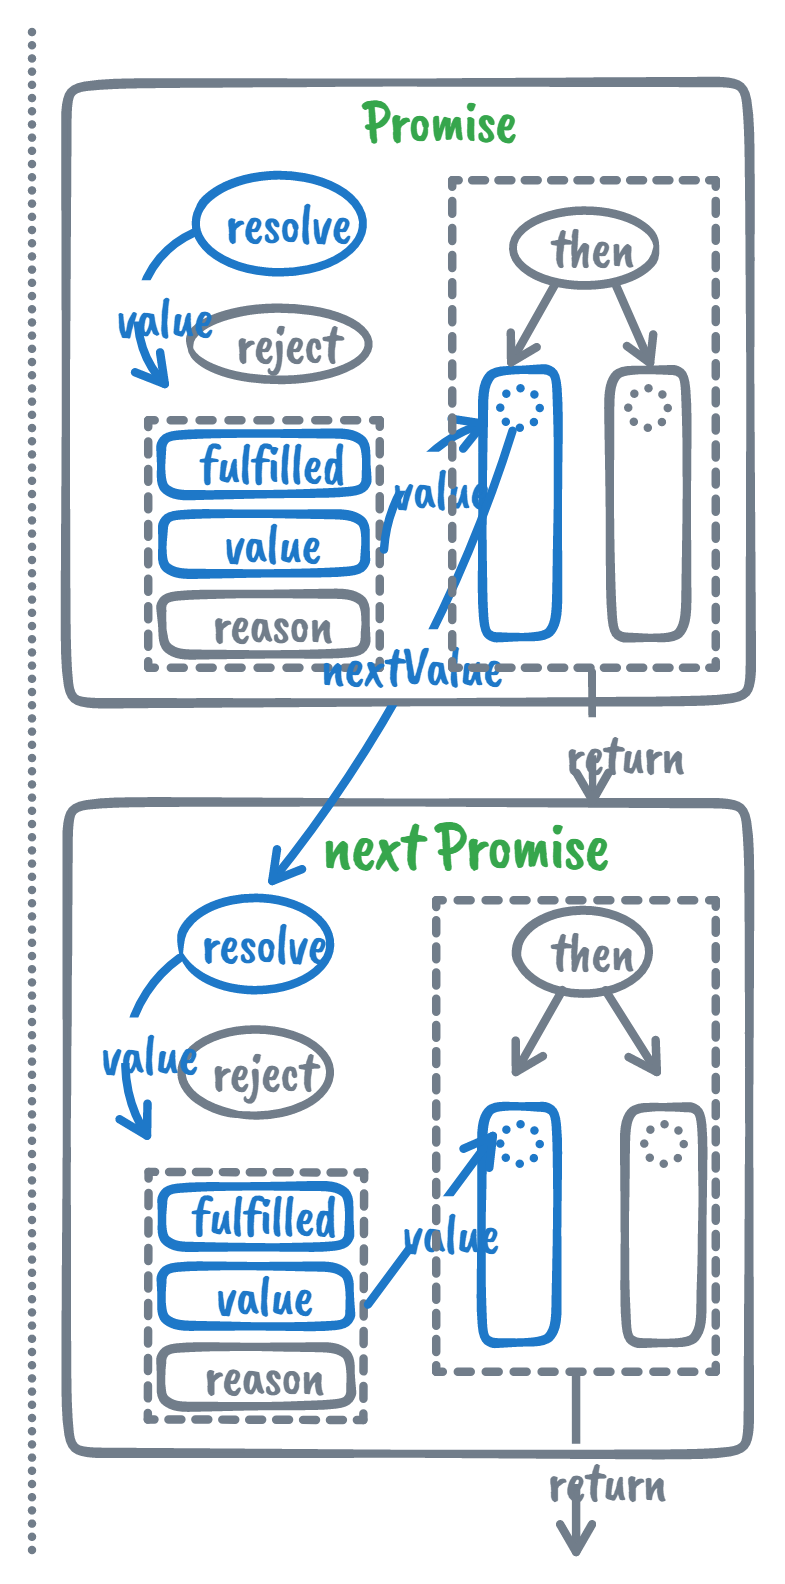 Promise
resolve
then
value
reject
fulfilled
value
value
reason
nextValue
return
next Promise
resolve
then
value
reject
fulfilled
value
value
reason
return